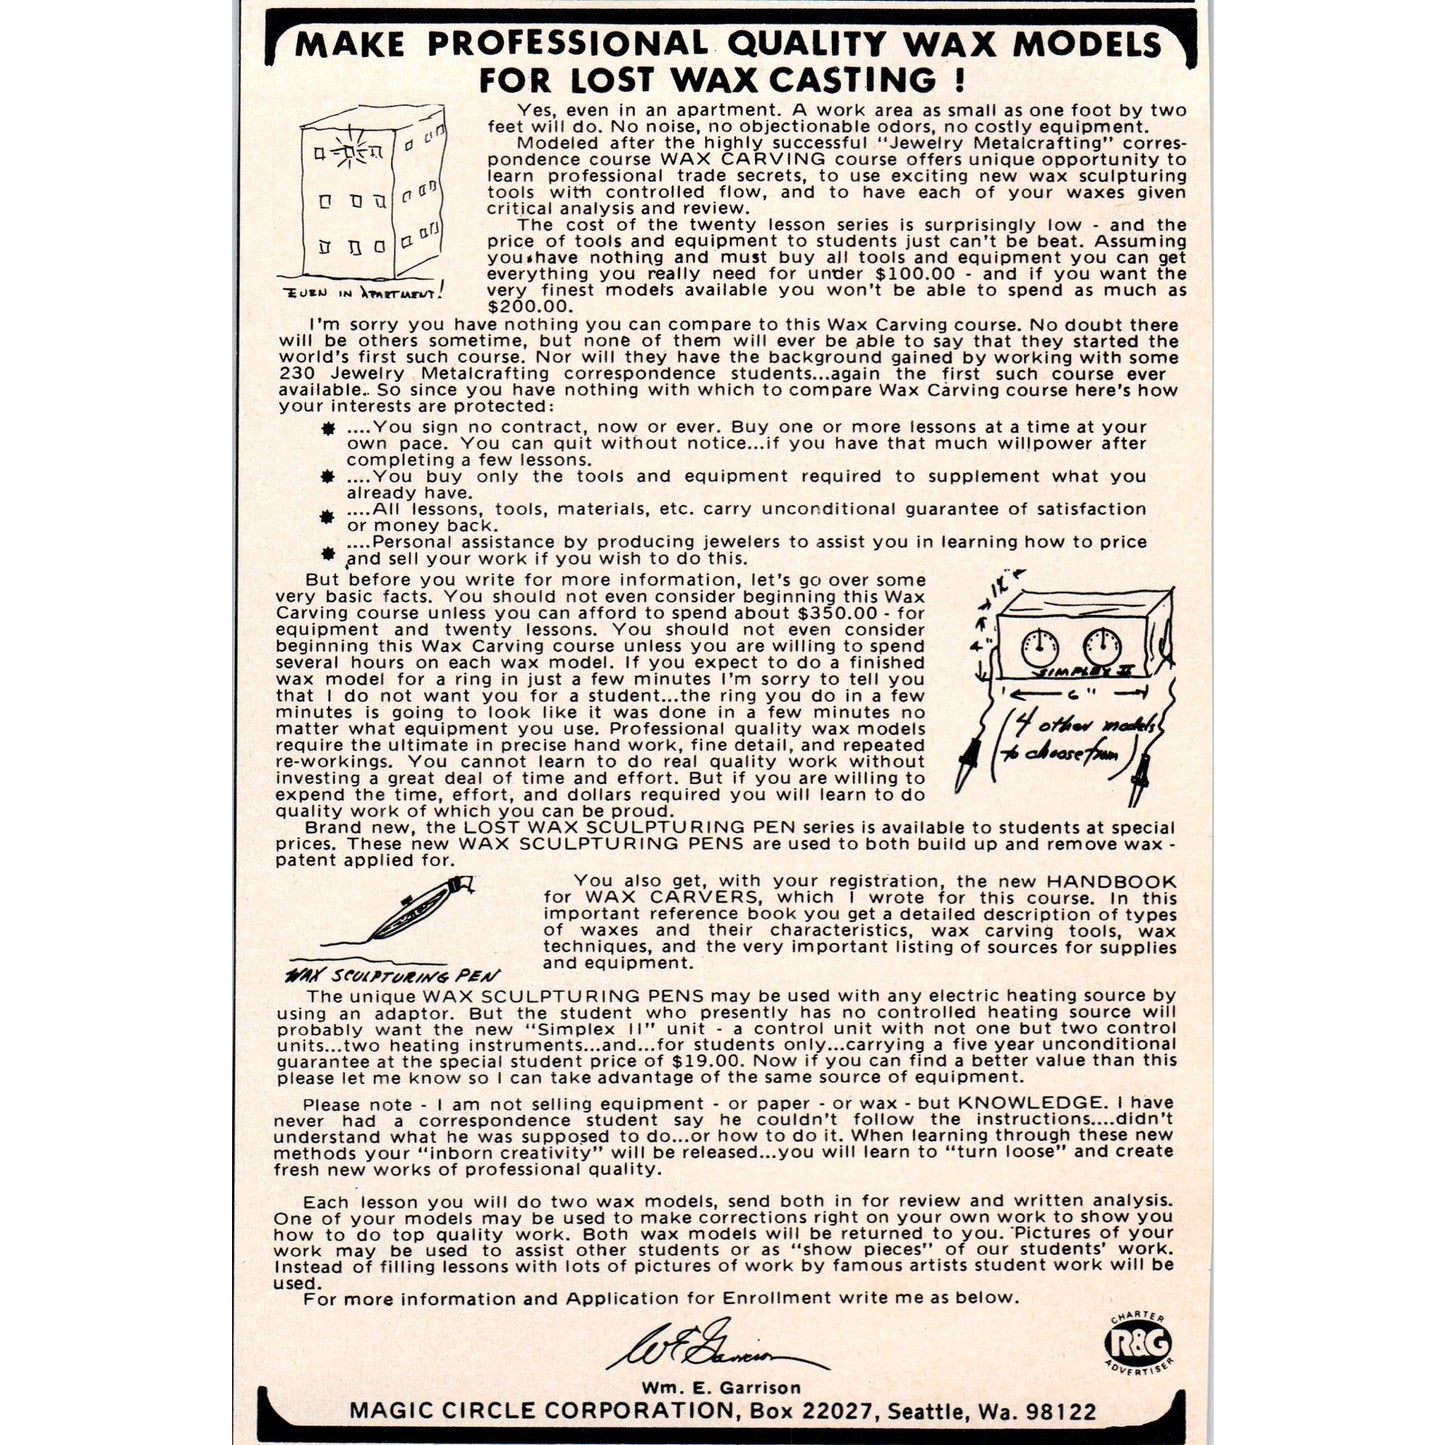 MAKE PROFESSIONAL QUALITY WAX MODELS
FOR LOST WAX CASTING !
Yes, even in an apartment. A work area as small as one foot by two
feet will do. No noise, no objectionable odors, no costly equipment.
Modeled after the highly successful "Jewelry Metalcrafting" corres-
pondence course WAX CARVING course offers unique opportunity to
learn professional trade secrets, to use exciting new wax sculpturing
tools with controlled flow, and to have each of your waxes given
critical analysis and review.
The cost of the twenty lesson series is surprisingly low - and the
price of tools and equipment to students just can't be beat. Assuming
you have nothing and must buy all tools and equipment you can get
everything you really need for under $100.00 - and if you want the
very finest models available you won't be able to spend as much as
$200.00.
EVEN IN APARTMENT!
I'm sorry you have nothing you can compare to this Wax Carving course. No doubt there
will be others sometime, but none of them will ever be able to say that they started the
world's first such course. Nor will they have the background gained by working with some
230 Jewelry Metalcrafting correspondence students...again the first such course ever
available.. So since you have nothing with which to compare Wax Carving course here's how
your interests are protected:
....You sign no contract, now or ever. Buy one or more lessons at a time at your
own pace. You can quit without notice...if you have that much willpower after
completing a few lessons.
....You buy only the tools and equipment required to supplement what you
already have.
....All lessons, tools, materials, etc. carry unconditional guarantee of satisfaction
or money back.
....Personal assistance by producing jewelers to assist you in learning how to price
and sell your work if you wish to do this.
But before you write for more information, let's go over some
very basic facts. You should not even consider beginning this Wax
Carving course unless you can afford to spend about $350.00 - for
equipment and twenty lessons. You should not even consider
beginning this Wax Carving course unless you are willing to spend
several hours on each wax model. If you expect to do a finished
wax model for a ring in just a few minutes I'm sorry to tell you
that I do not want you for a student...the ring you do in a few
minutes is going to look like it was done in a few minutes no
matter what equipment you use. Professional quality wax models
require the ultimate in precise hand work, fine detail, and repeated
re-workings. You cannot learn to do real quality work without
investing a great deal of time and effort. But if you are willing to
expend the time, effort, and dollars required you will learn to do
quality work of which you can be proud.
4"
SIMPLEX II
6"
(4 other models
to choose from)
Brand new, the LOST WAX SCULPTURING PEN series is available to students at special
prices. These new WAX SCULPTURING PENS are used to both build up and remove wax -
patent applied for.
You also get, with your registration, the new HANDBOOK
for WAX CARVERS, which I wrote for this course. In this
important reference book you get a detailed description of types
of waxes and their characteristics, wax carving tools, wax
techniques, and the very important listing of sources for supplies
and equipment.
WAX SCULPTURING PEN
The unique WAX SCULPTURING PENS may be used with any electric heating source by
using an adaptor. But the student who presently has no controlled heating source will
probably want the new "Simplex II" unit - a control unit with not one but two control
units...two heating instruments...and...for students only...carrying a five year unconditional
guarantee at the special student price of $19.00. Now if you can find a better value than this
please let me know so I can take advantage of the same source of equipment.
Please note - I am not selling equipment - or paper - or wax - but KNOWLEDGE. I have
never had a correspondence student say he couldn't follow the instructions....didn't
understand what he was supposed to do...or how to do it. When learning through these new
methods your "inborn creativity" will be released...you will learn to "turn loose" and create
fresh new works of professional quality.
Each lesson you will do two wax models, send both in for review and written analysis.
One of your models may be used to make corrections right on your own work to show you
how to do top quality work. Both wax models will be returned to you. Pictures of your
work may be used to assist other students or as "show pieces" of our students' work.
Instead of filling lessons with lots of pictures of work by famous artists student work will be
used.
For more information and Application for Enrollment write me as below.
CHARTER
R&G
ADVERTISER
W E Garrison
Wm. E. Garrison
MAGIC CIRCLE CORPORATION, Box 22027, Seattle, Wa. 98122